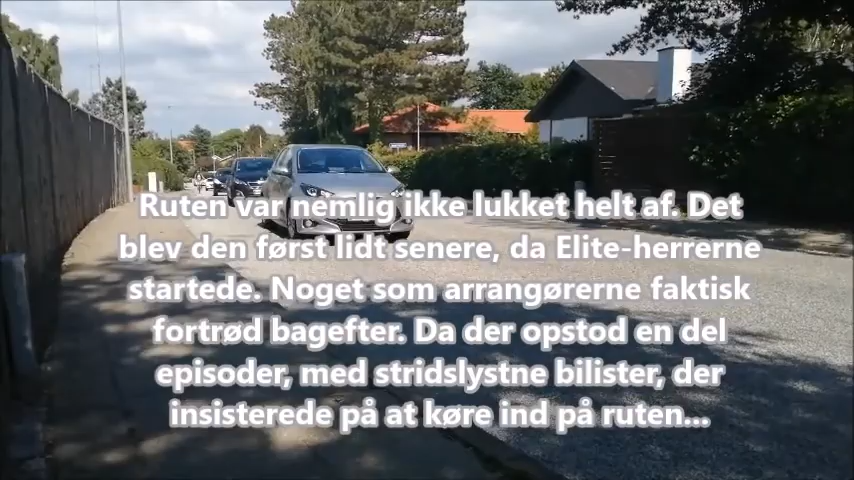 Ruten var nemlig ikke lukket helt af. Det
blev den først lidt senere, da Elite-herrerne
startede. Noget som arrangørerne faktisk
fortrød bagefter. Da der opstod en del
episoder, med stridslystne bilister, der
insisterede på at køre ind på ruten...